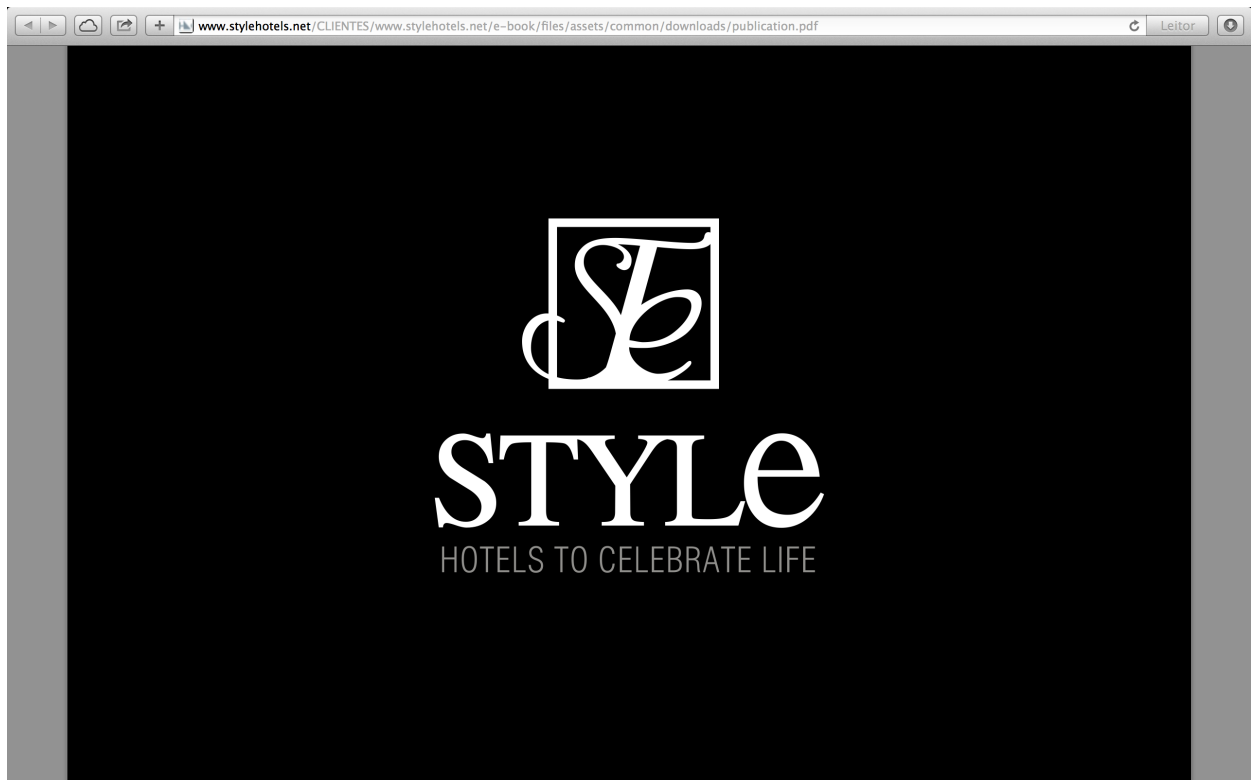 www.stylehotels.net/CLIENTES/www.stylehotels.net/e-book/files/assets/common/downloads/publication.pdf
Leitor
STe
STYLe
HOTELS TO CELEBRATE LIFE